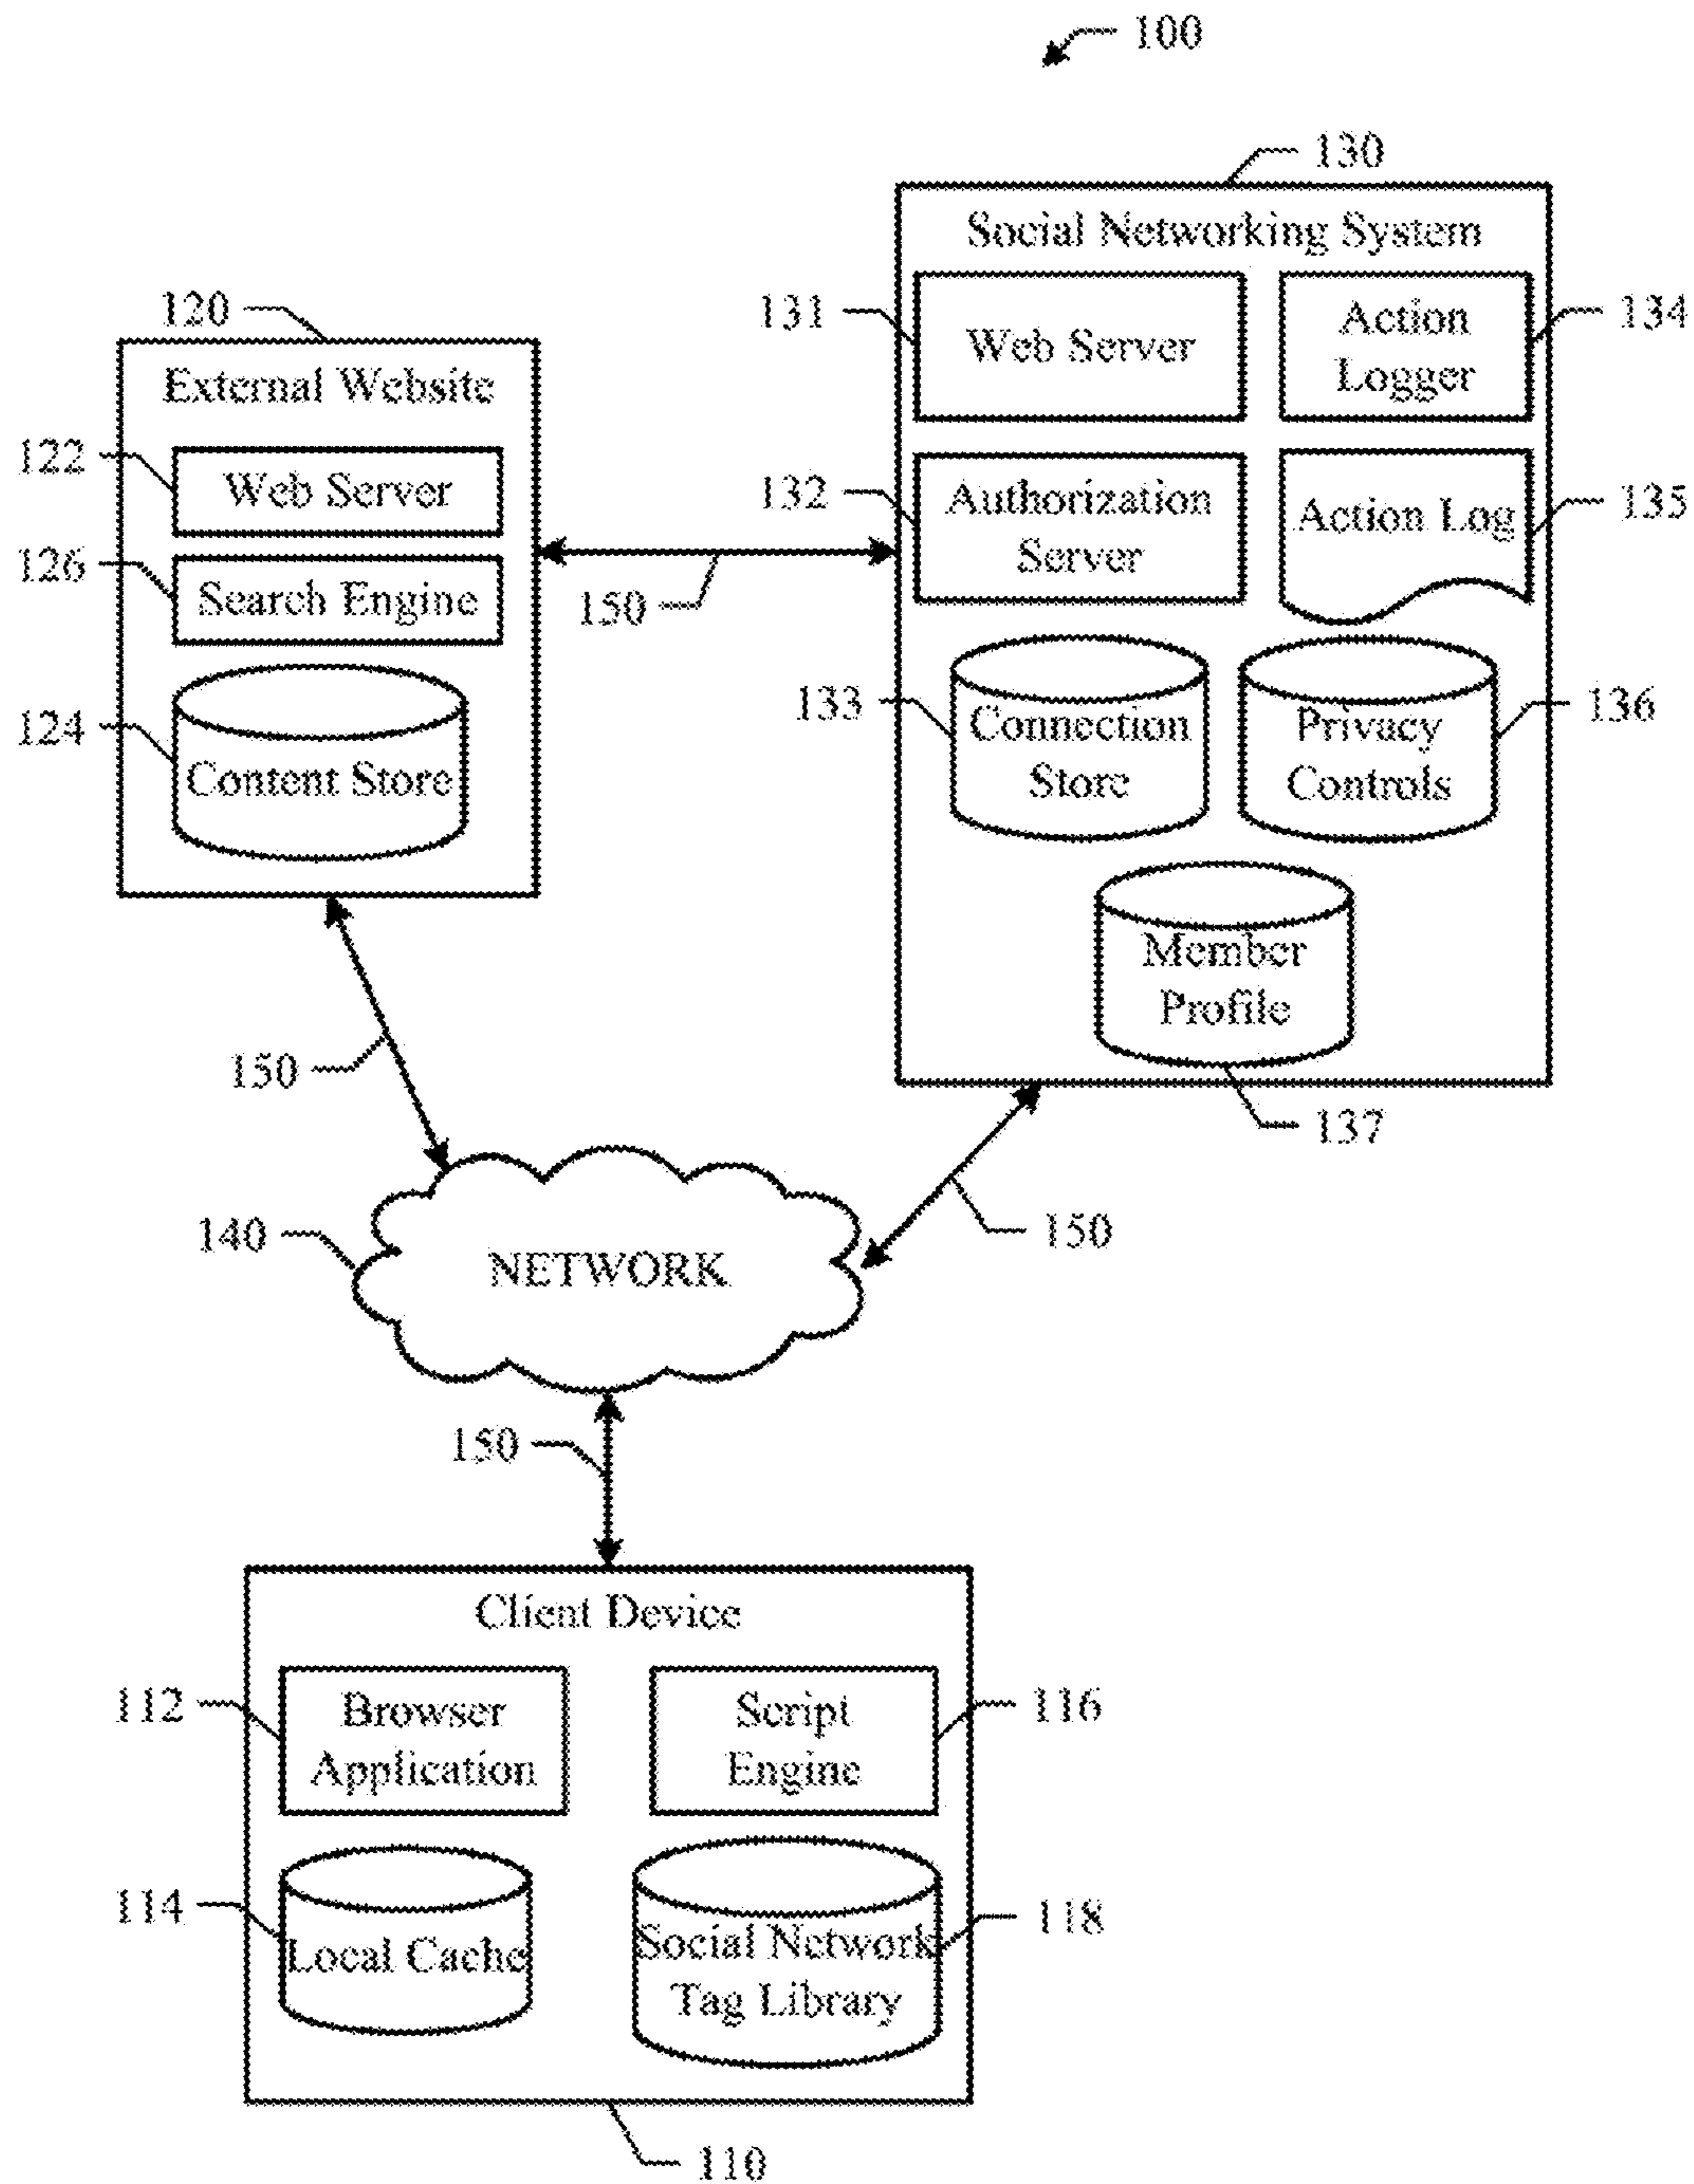 100
130
Social Networking System
131
Web Server
Action
Logger
134
132
Authorization
Server
Action Log
135
133
Connection
Store
Privacy
Controls
136
Member
Profile
137
120
External Website
122
Web Server
126
Search Engine
124
Content Store
150
150
150
140
NETWORK
150
Client Device
112
Browser
Application
Script
Engine
116
114
Local Cache
Social Network
Tag Library
118
110